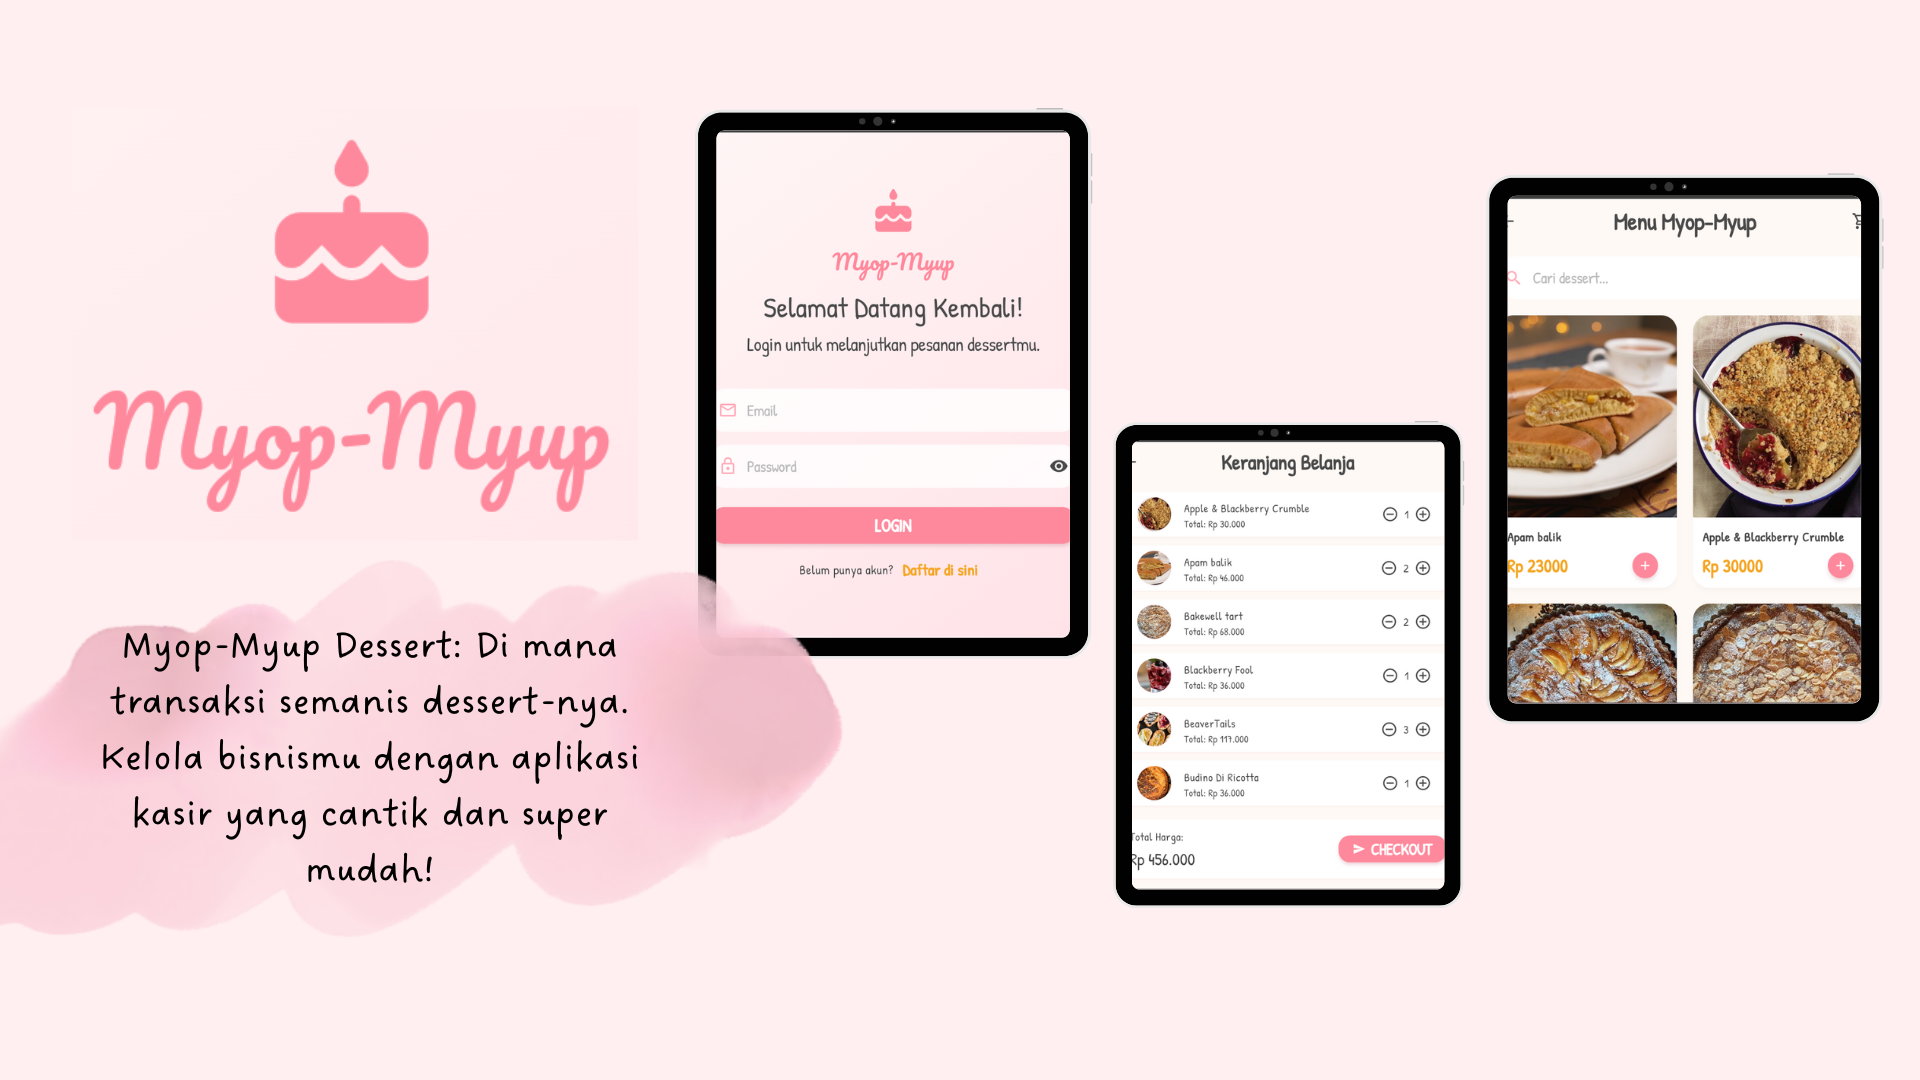 Myop-Myup
Myop-Myup Dessert: Di mana
transaksi semanis dessert-nya.
Kelola bisnismu dengan aplikasi
kasir yang cantik dan super
mudah!
Myop-Myup
Selamat Datang Kembali!
Login untuk melanjutkan pesanan dessertmu.
Email
Password
LOGIN
Belum punya akun? Daftar di sini
Keranjang Belanja
Apple & Blackberry Crumble
Total: Rp 30.000
1
Apam balik
Total: Rp 46.000
2
Bakewell tart
Total: Rp 68.000
2
Blackberry Fool
Total: Rp 36.000
1
BeaverTails
Total: Rp 117.000
3
Budino Di Ricotta
Total: Rp 36.000
1
Total Harga:
Rp 456.000
CHECKOUT
Menu Myop-Myup
Cari dessert...
Apam balik
Rp 23000
Apple & Blackberry Crumble
Rp 30000